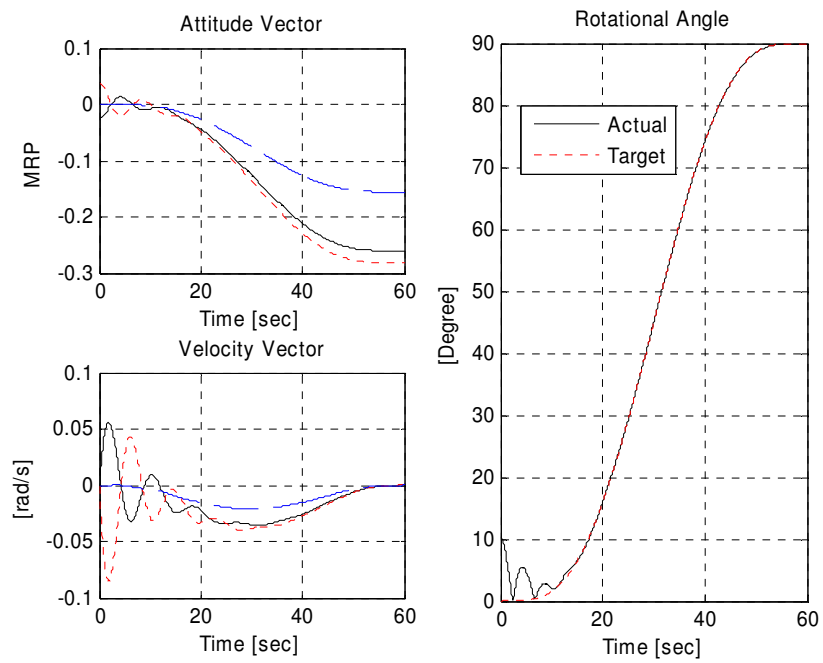 Attitude Vector
0.1
0
-0.1
-0.2
-0.3
MRP
0 20 40 60
Time [sec]
Velocity Vector
0.1
0.05
0
-0.05
-0.1
[rad/s]
0 20 40 60
Time [sec]
Rotational Angle
90
80
70
60
50
40
30
20
10
0
[Degree]
Actual
Target
0 20 40 60
Time [sec]